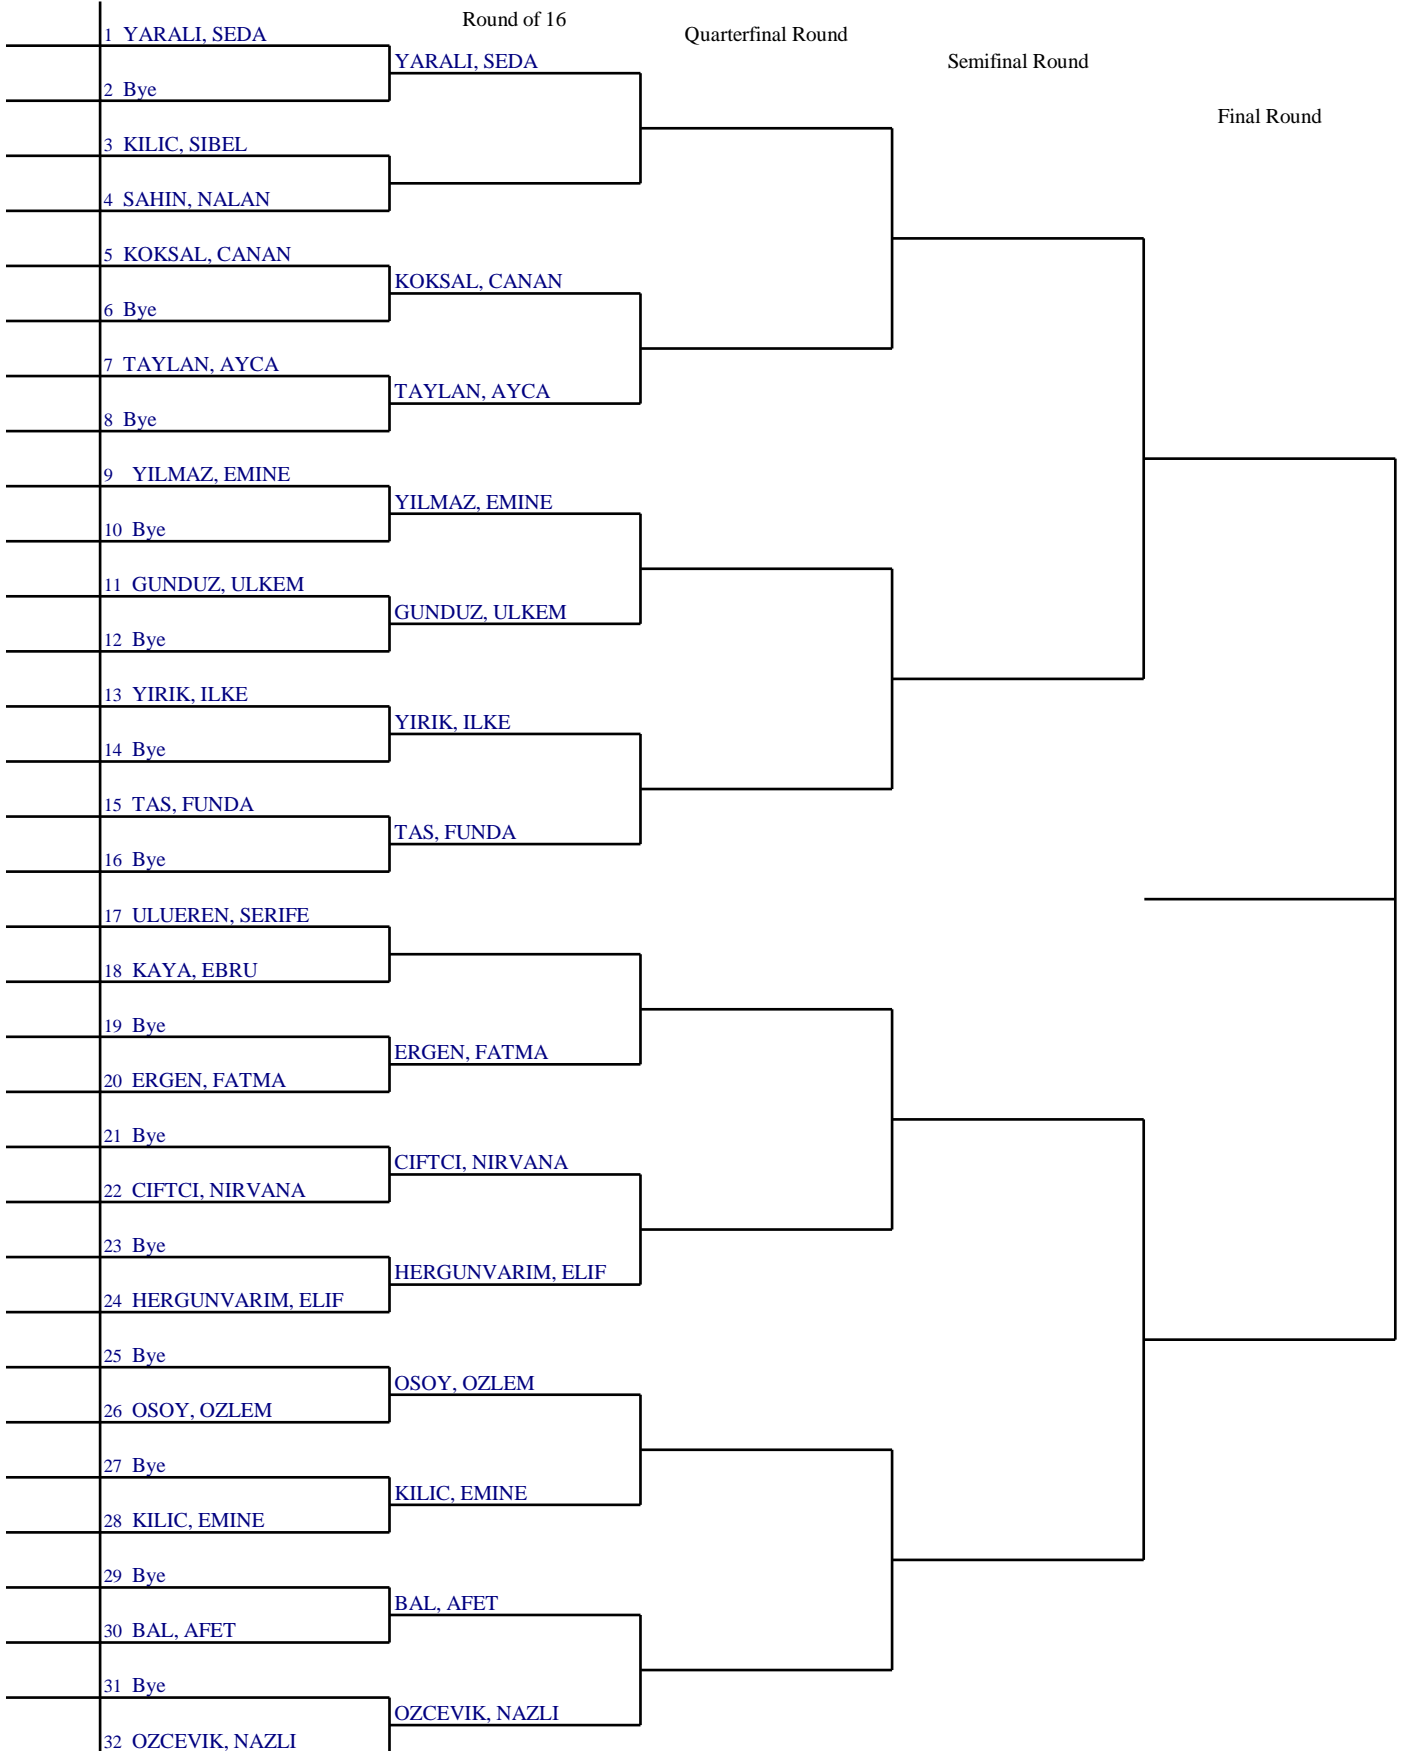 Round of 16
Quarterfinal Round
Semifinal Round
Final Round
1 YARALI, SEDA
YARALI, SEDA
2 Bye
3 KILIC, SIBEL
4 SAHIN, NALAN
5 KOKSAL, CANAN
KOKSAL, CANAN
6 Bye
7 TAYLAN, AYCA
TAYLAN, AYCA
8 Bye
9 YILMAZ, EMINE
YILMAZ, EMINE
10 Bye
11 GUNDUZ, ULKEM
GUNDUZ, ULKEM
12 Bye
13 YIRIK, ILKE
YIRIK, ILKE
14 Bye
15 TAS, FUNDA
TAS, FUNDA
16 Bye
17 ULUEREN, SERIFE
18 KAYA, EBRU
19 Bye
ERGEN, FATMA
20 ERGEN, FATMA
21 Bye
CIFTCI, NIRVANA
22 CIFTCI, NIRVANA
23 Bye
HERGUNVARIM, ELIF
24 HERGUNVARIM, ELIF
25 Bye
OSOY, OZLEM
26 OSOY, OZLEM
27 Bye
KILIC, EMINE
28 KILIC, EMINE
29 Bye
BAL, AFET
30 BAL, AFET
31 Bye
OZCEVIK, NAZLI
32 OZCEVIK, NAZLI